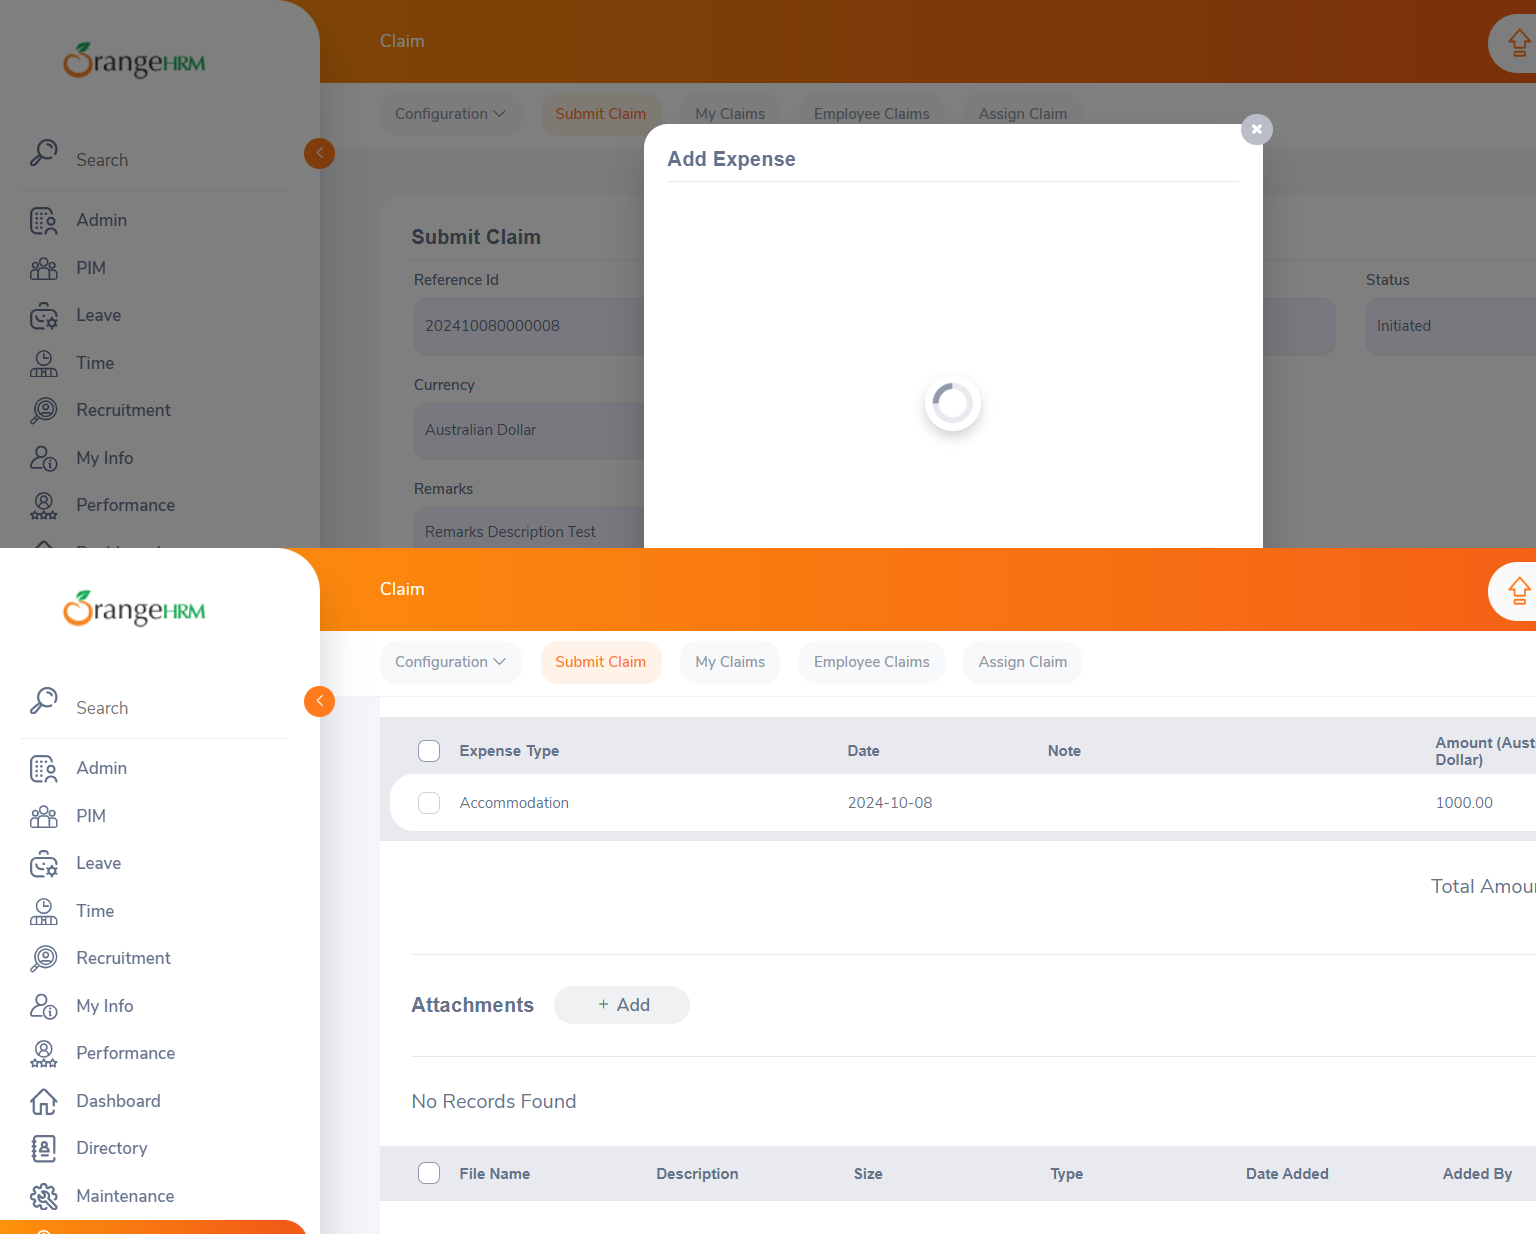 OrangeHRM
Claim
Configuration
Submit Claim
My Claims
Employee Claims
Assign Claim
Search
Admin
PIM
Leave
Time
Recruitment
My Info
Performance
Add Expense
Submit Claim
Reference Id
202410080000008
Status
Initiated
Currency
Australian Dollar
Remarks
Remarks Description Test
OrangeHRM
Claim
Configuration
Submit Claim
My Claims
Employee Claims
Assign Claim
Search
Admin
PIM
Leave
Time
Recruitment
My Info
Performance
Dashboard
Directory
Maintenance
Expense Type
Date
Note
Amount (Aust
Dollar)
Accommodation
2024-10-08
1000.00
Total Amou
Attachments
+ Add
No Records Found
File Name
Description
Size
Type
Date Added
Added By